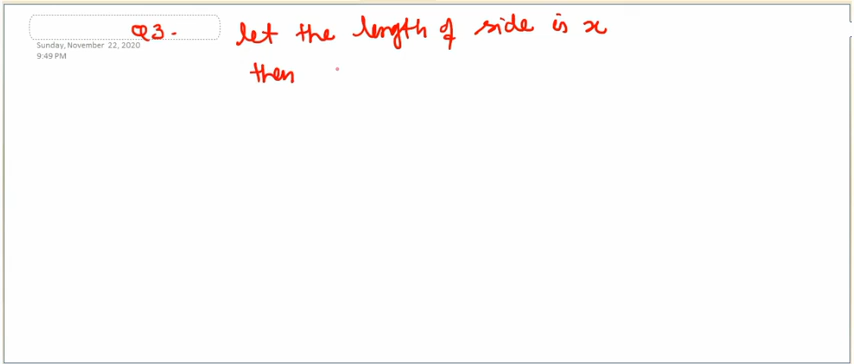 Q3.
let the length of side is x
Sunday, November 22, 2020
9:49 PM
then